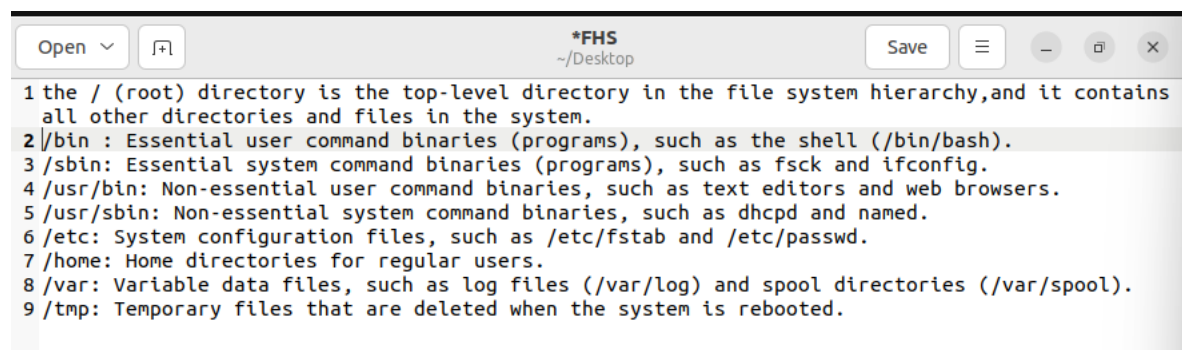 Open
*FHS
~/Desktop
Save
1 the / (root) directory is the top-level directory in the file system hierarchy,and it contains
all other directories and files in the system.
2 /bin : Essential user command binaries (programs), such as the shell (/bin/bash).
3 /sbin: Essential system command binaries (programs), such as fsck and ifconfig.
4 /usr/bin: Non-essential user command binaries, such as text editors and web browsers.
5 /usr/sbin: Non-essential system command binaries, such as dhcpd and named.
6 /etc: System configuration files, such as /etc/fstab and /etc/passwd.
7 /home: Home directories for regular users.
8 /var: Variable data files, such as log files (/var/log) and spool directories (/var/spool).
9 /tmp: Temporary files that are deleted when the system is rebooted.